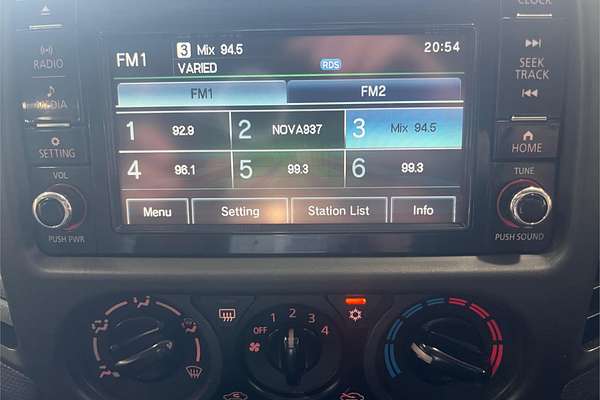 CLOCK
FM1
3 Mix 94.5
20:54
VARIED
RDS
RADIO
SEEK
TRACK
FM1
FM2
MEDIA
1 92.9
2 NOVA937
3 Mix 94.5
SETTING
HOME
4 96.1
5 99.3
6 99.3
VOL
TUNE
Menu
Setting
Station List
Info
PUSH PWR
PUSH SOUND
OFF 1 2 3 4